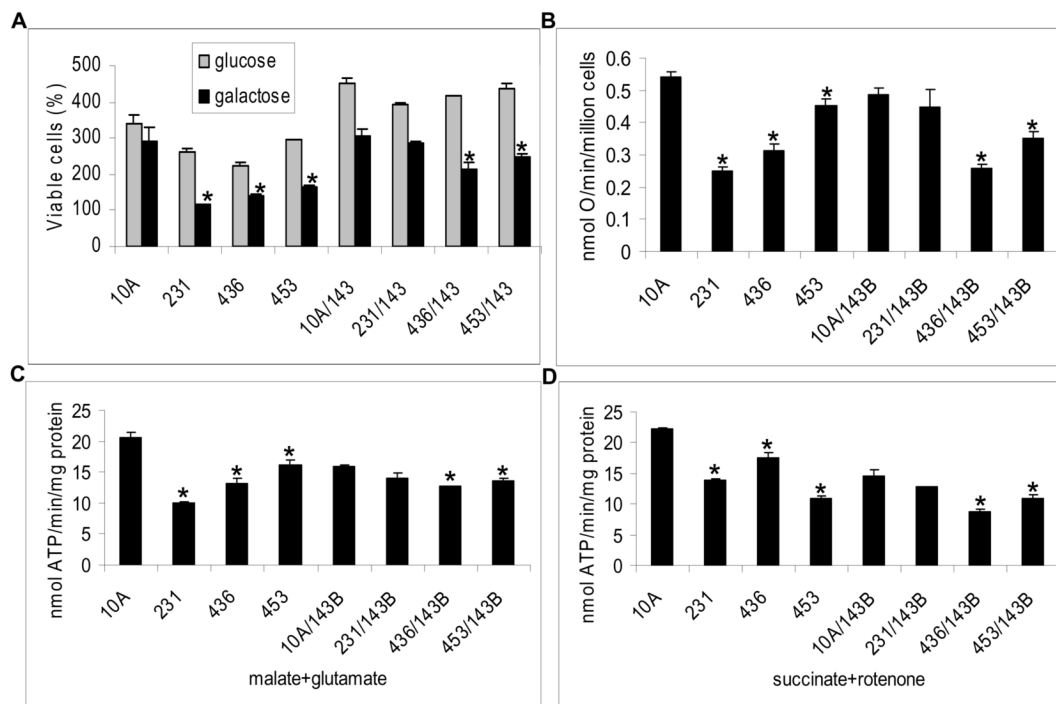 A
Viable cells (%)
500
400
300
200
100
0
glucose
galactose
* * * * *
10A 231 436 453 10A/143 231/143 436/143 453/143
B
nmol O/min/million cells
0.6
0.5
0.4
0.3
0.2
0.1
0
* * * * *
10A 231 436 453 10A/143B 231/143B 436/143B 453/143B
C
nmol ATP/min/mg protein
25
20
15
10
5
0
* * * * *
10A 231 436 453 10A/143B 231/143B 436/143B 453/143B
malate+glutamate
D
nmol ATP/min/mg protein
25
20
15
10
5
0
* * * * *
10A 231 436 453 10A/143B 231/143B 436/143B 453/143B
succinate+rotenone